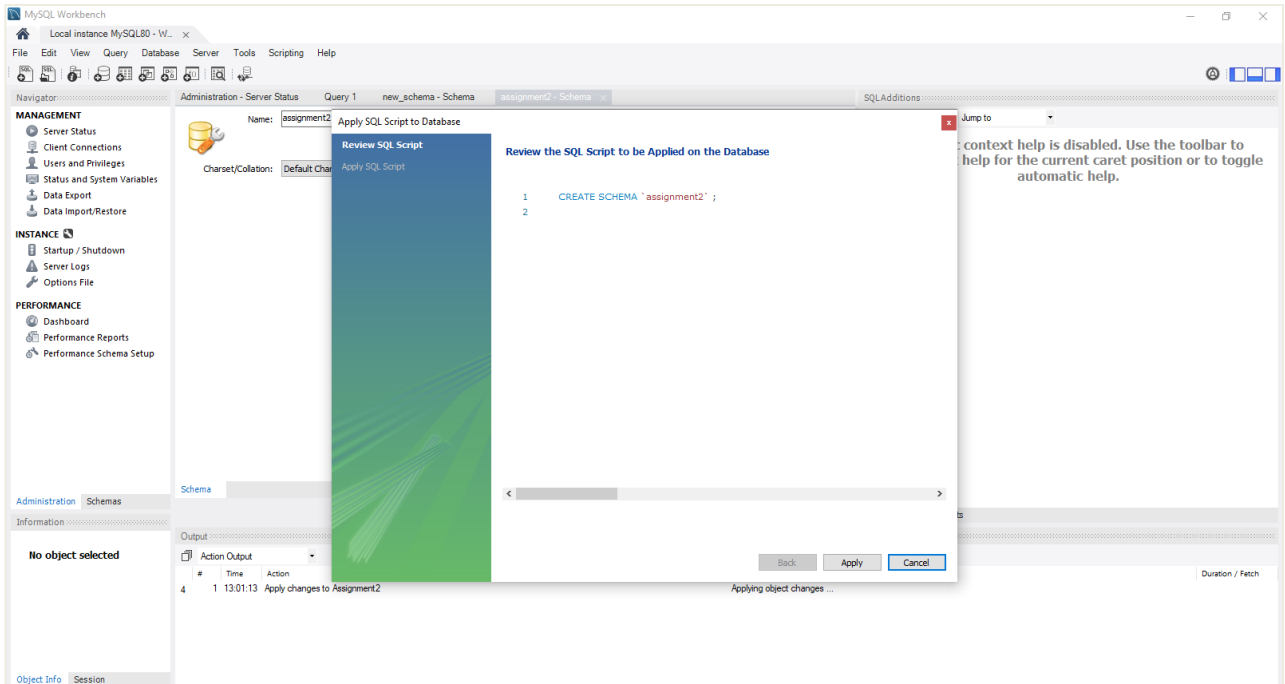 MySQL Workbench
Local instance MySQL80 - W...
File Edit View Query Database Server Tools Scripting Help
Navigator
Administration - Server Status Query 1 new_schema - Schema assignment2 - Schema
SQLAdditions
MANAGEMENT
Server Status
Client Connections
Users and Privileges
Status and System Variables
Data Export
Data Import/Restore
INSTANCE
Startup / Shutdown
Server Logs
Options File
PERFORMANCE
Dashboard
Performance Reports
Performance Schema Setup
Administration Schemas
Information
No object selected
Object Info Session
Name: assignment2
Charset/Collation: Default Char
Schema
Apply SQL Script to Database
Review SQL Script
Apply SQL Script
Review the SQL Script to be Applied on the Database
1 CREATE SCHEMA `assignment2` ;
2
Back Apply Cancel
Jump to
context help is disabled. Use the toolbar to
help for the current caret position or to toggle
automatic help.
Output
Action Output
# Time Action
Duration / Fetch
4 1 13:01:13 Apply changes to Assignment2 Applying object changes ...